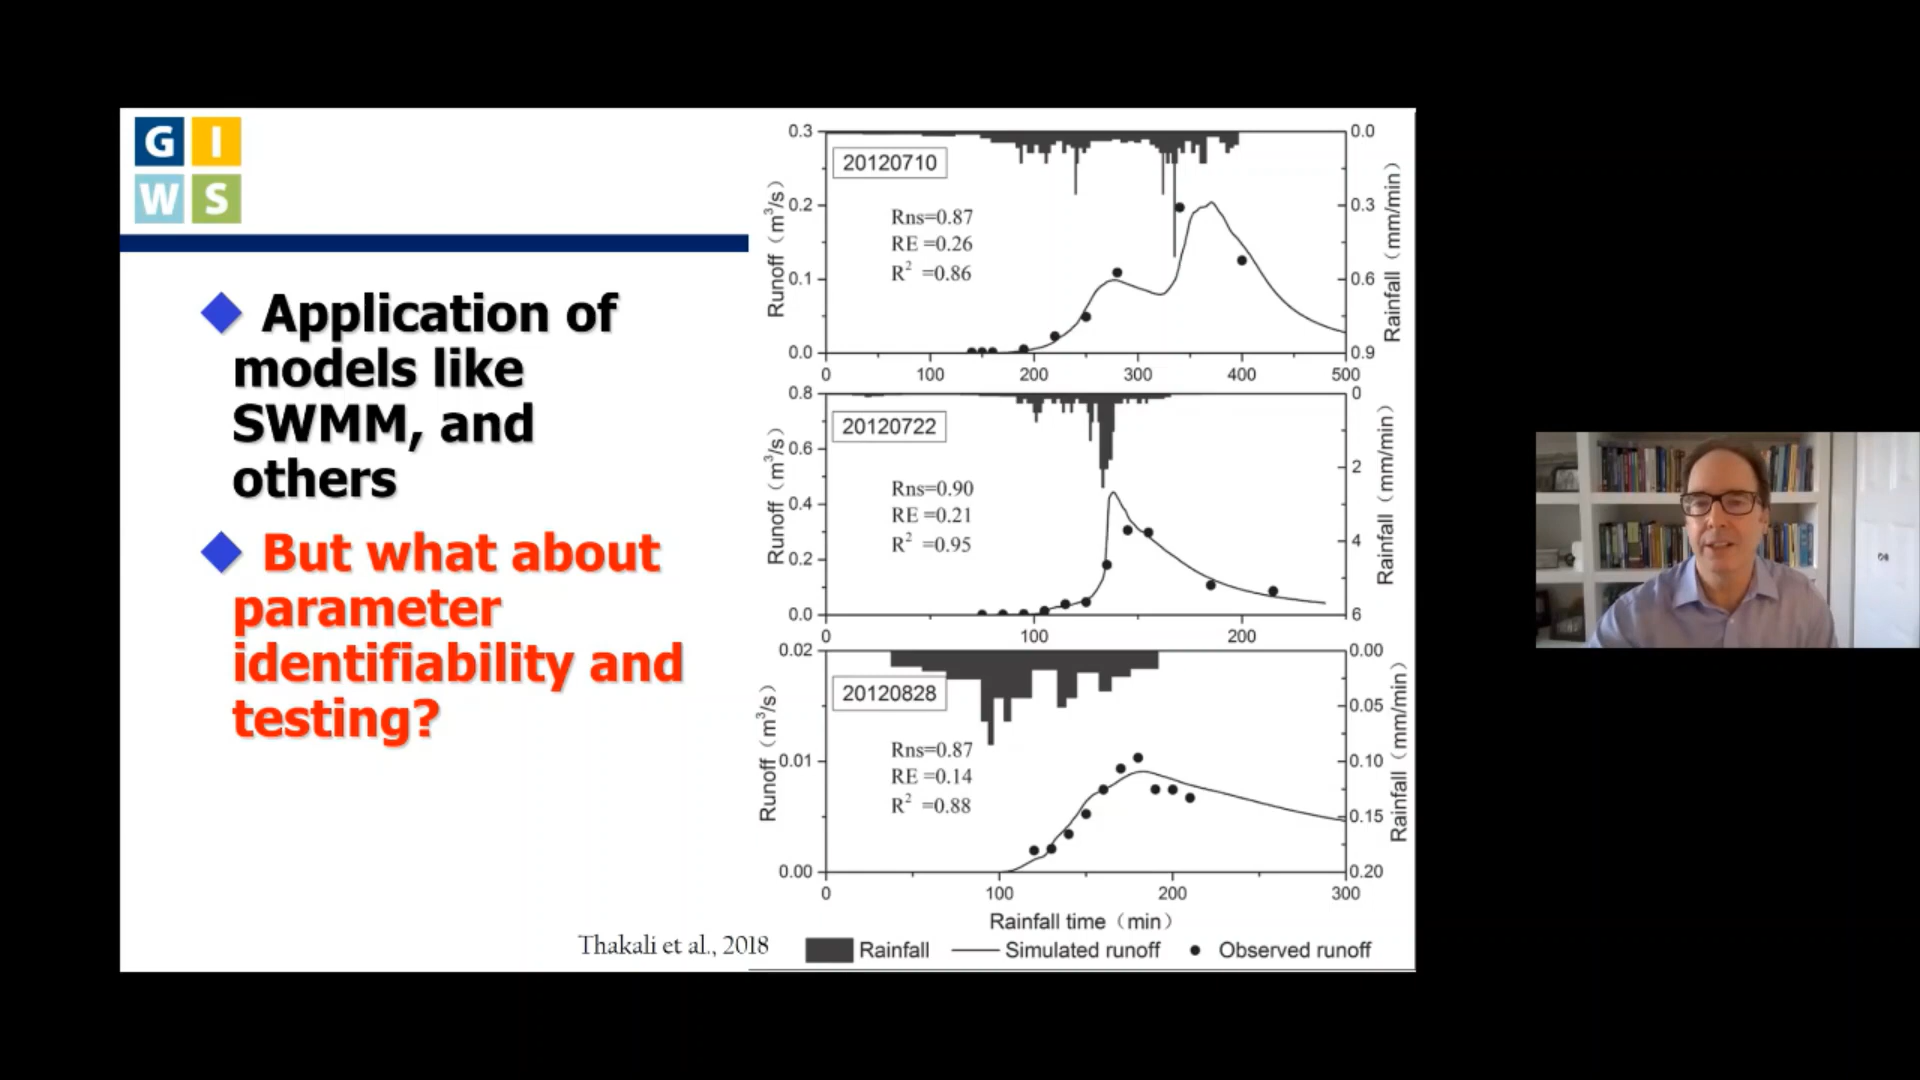 G I
W S
Application of
models like
SWMM, and
others
But what about
parameter
identifiability and
testing?
Thakali et al., 2018
0.3
0.2
0.1
0.0
Runoff (m³/s)
20120710
Rns=0.87
RE =0.26
R² =0.86
0.0
0.3
0.6
0.9
Rainfall (mm/min)
0 100 200 300 400 500
0.8
0.6
0.4
0.2
0.0
Runoff (m³/s)
20120722
Rns=0.90
RE =0.21
R² =0.95
0
2
4
6
Rainfall (mm/min)
0 100 200
0.02
0.01
0.00
Runoff (m³/s)
20120828
Rns=0.87
RE =0.14
R² =0.88
0.00
0.05
0.10
0.15
0.20
Rainfall (mm/min)
0 100 200 300
Rainfall time (min)
Rainfall Simulated runoff Observed runoff